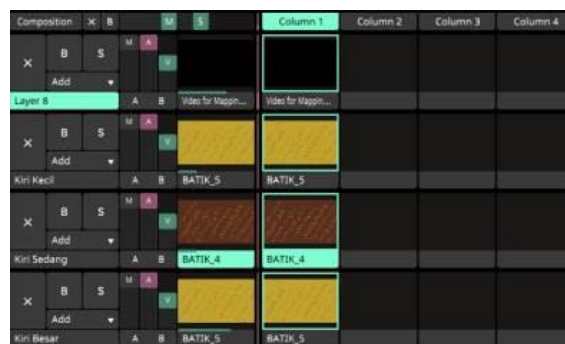 Composition X B M S Column 1 Column 2 Column 3 Column 4
M A
X B S V
Add
Layer 8 A B Video for Mappin... Video for Mappin...
M A
X B S V
Add
Kiri Kecil A B BATIK_5 BATIK_5
M A
X B S V
Add
Kiri Sedang A B BATIK_4 BATIK_4
M A
X B S V
Add
Kiri Besar A B BATIK_5 BATIK_5